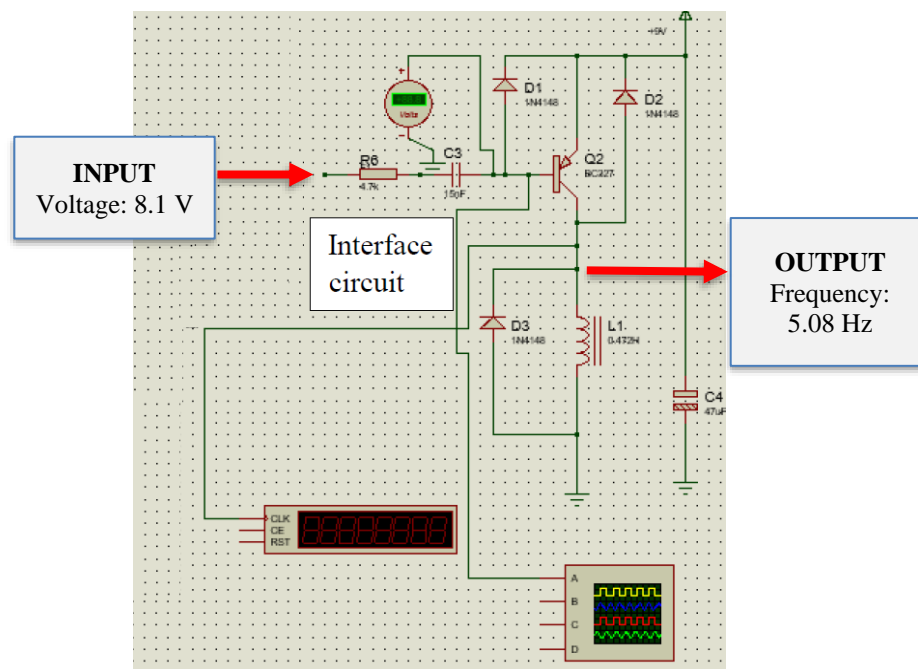 +9V
D1
1N4148
D2
1N4148
Volts
INPUT
Voltage: 8.1 V
R6
4.7k
C3
Q2
BC327
Interface
circuit
OUTPUT
Frequency:
5.08 Hz
D3
1N4148
L1
0.472H
C4
47uF
CLK
CE
RST
A
B
C
D